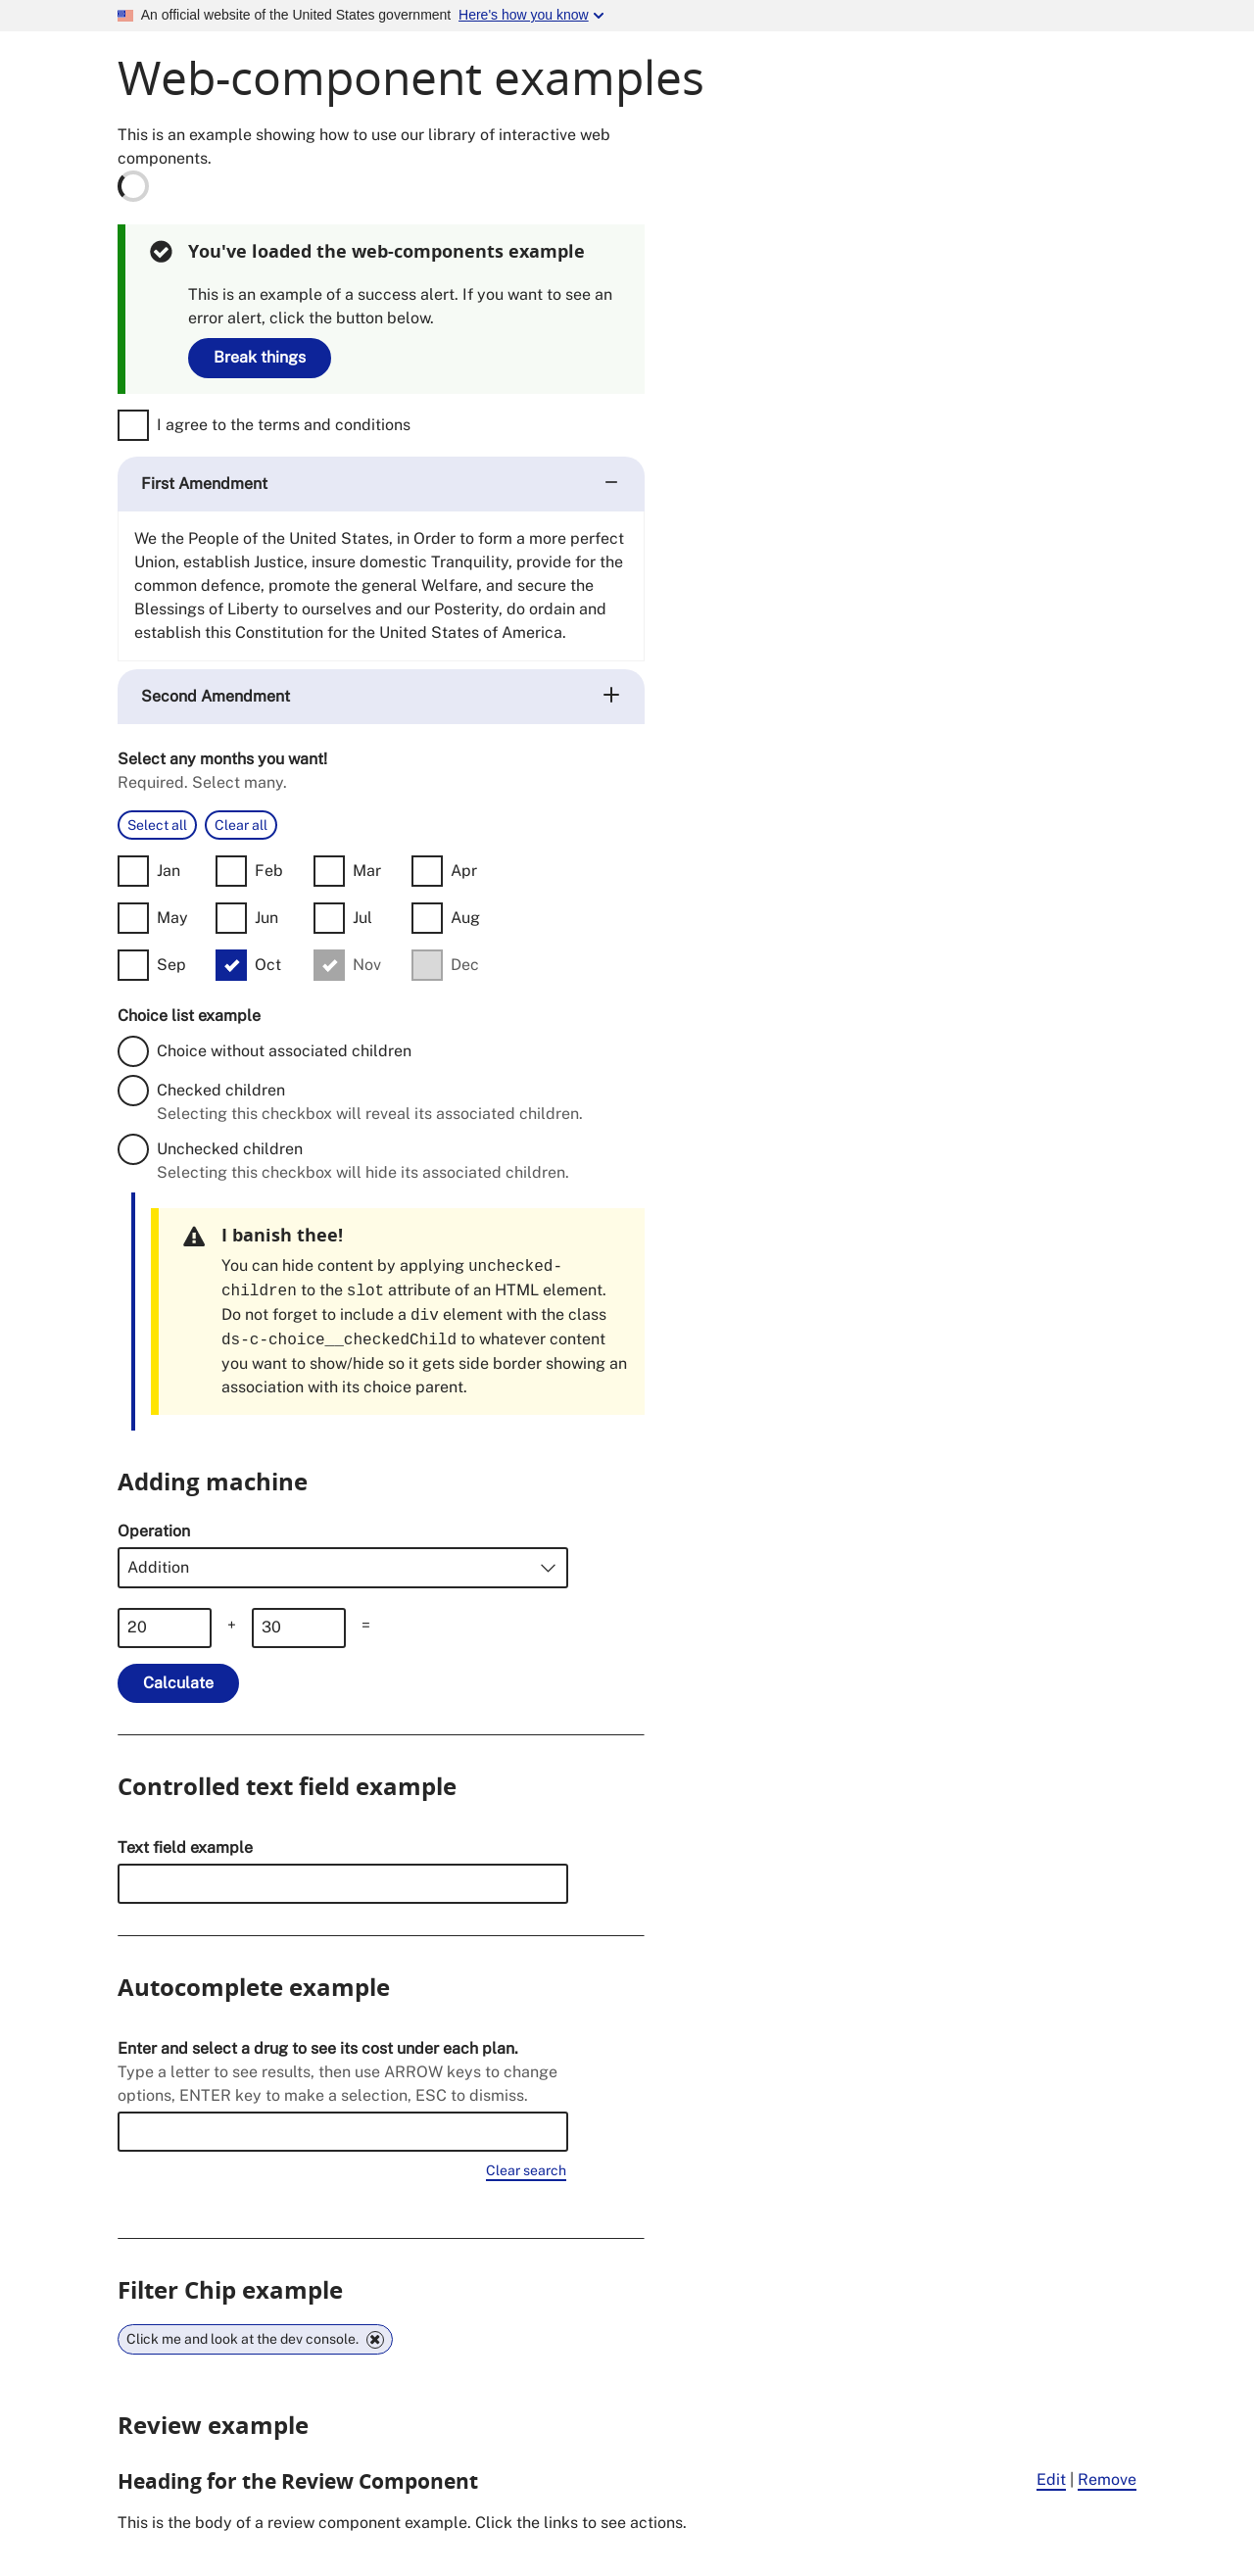 An official website of the United States government Here's how you know
Web-component examples
This is an example showing how to use our library of interactive web
components.
You've loaded the web-components example
This is an example of a success alert. If you want to see an
error alert, click the button below.
Break things
I agree to the terms and conditions
First Amendment
We the People of the United States, in Order to form a more perfect
Union, establish Justice, insure domestic Tranquility, provide for the
common defence, promote the general Welfare, and secure the
Blessings of Liberty to ourselves and our Posterity, do ordain and
establish this Constitution for the United States of America.
Second Amendment
Select any months you want!
Required. Select many.
Select all Clear all
Jan Feb Mar Apr
May Jun Jul Aug
Sep Oct Nov Dec
Choice list example
Choice without associated children
Checked children
Selecting this checkbox will reveal its associated children.
Unchecked children
Selecting this checkbox will hide its associated children.
I banish thee!
You can hide content by applying unchecked-
children to the slot attribute of an HTML element.
Do not forget to include a div element with the class
ds-c-choice__checkedChild to whatever content
you want to show/hide so it gets side border showing an
association with its choice parent.
Adding machine
Operation
Addition
20 + 30 =
Calculate
Controlled text field example
Text field example
Autocomplete example
Enter and select a drug to see its cost under each plan.
Type a letter to see results, then use ARROW keys to change
options, ENTER key to make a selection, ESC to dismiss.
Clear search
Filter Chip example
Click me and look at the dev console.
Review example
Heading for the Review Component Edit | Remove
This is the body of a review component example. Click the links to see actions.